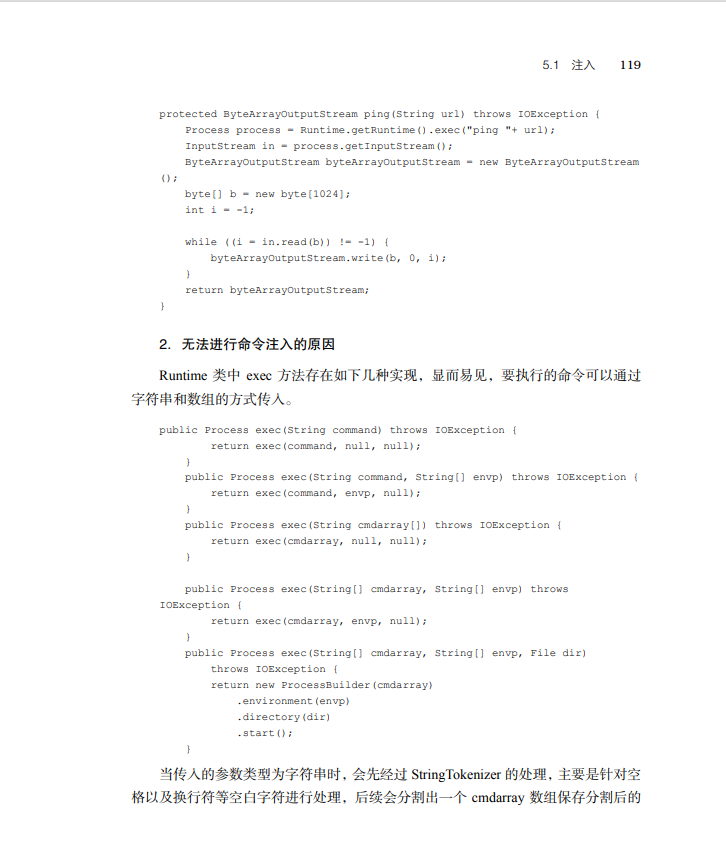 5.1 注入 119
protected ByteArrayOutputStream ping(String url) throws IOException {
Process process = Runtime.getRuntime().exec("ping "+ url);
InputStream in = process.getInputStream();
ByteArrayOutputStream byteArrayOutputStream = new ByteArrayOutputStream
();
byte[] b = new byte[1024];
int i = -1;
while ((i = in.read(b)) != -1) {
byteArrayOutputStream.write(b, 0, i);
}
return byteArrayOutputStream;
}
2. 无法进行命令注入的原因
Runtime 类中 exec 方法存在如下几种实现，显而易见，要执行的命令可以通过
字符串和数组的方式传入。
public Process exec(String command) throws IOException {
return exec(command, null, null);
}
public Process exec(String command, String[] envp) throws IOException {
return exec(command, envp, null);
}
public Process exec(String cmdarray[]) throws IOException {
return exec(cmdarray, null, null);
}
public Process exec(String[] cmdarray, String[] envp) throws
IOException {
return exec(cmdarray, envp, null);
}
public Process exec(String[] cmdarray, String[] envp, File dir)
throws IOException {
return new ProcessBuilder(cmdarray)
.environment(envp)
.directory(dir)
.start();
}
当传入的参数类型为字符串时，会先经过 StringTokenizer 的处理，主要是针对空
格以及换行符等空白字符进行处理，后续会分割出一个 cmdarray 数组保存分割后的